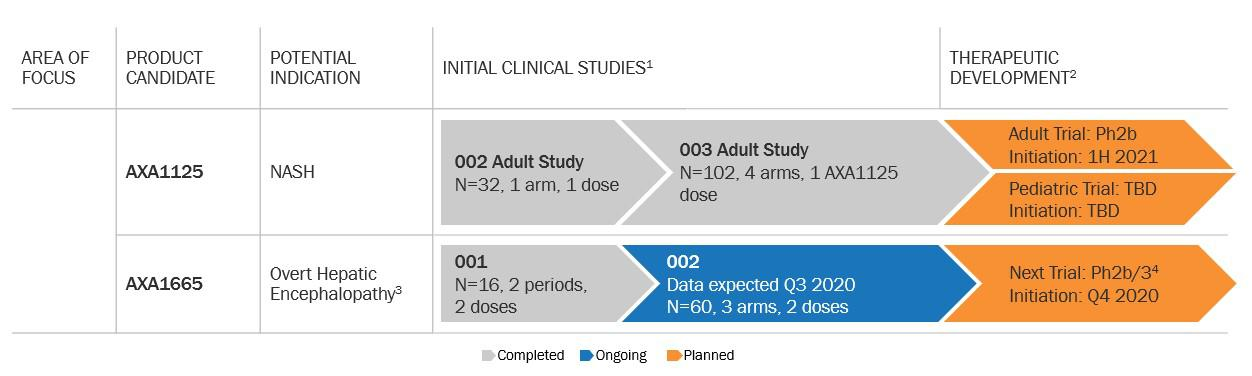 AREA OF
FOCUS
PRODUCT
CANDIDATE
POTENTIAL
INDICATION
INITIAL CLINICAL STUDIES¹
THERAPEUTIC
DEVELOPMENT²
AXA1125
NASH
002 Adult Study
N=32, 1 arm, 1 dose
003 Adult Study
N=102, 4 arms, 1 AXA1125
dose
Adult Trial: Ph2b
Initiation: 1H 2021
Pediatric Trial: TBD
Initiation: TBD
AXA1665
Overt Hepatic
Encephalopathy³
001
N=16, 2 periods,
2 doses
002
Data expected Q3 2020
N=60, 3 arms, 2 doses
Next Trial: Ph2b/3⁴
Initiation: Q4 2020
Completed
Ongoing
Planned